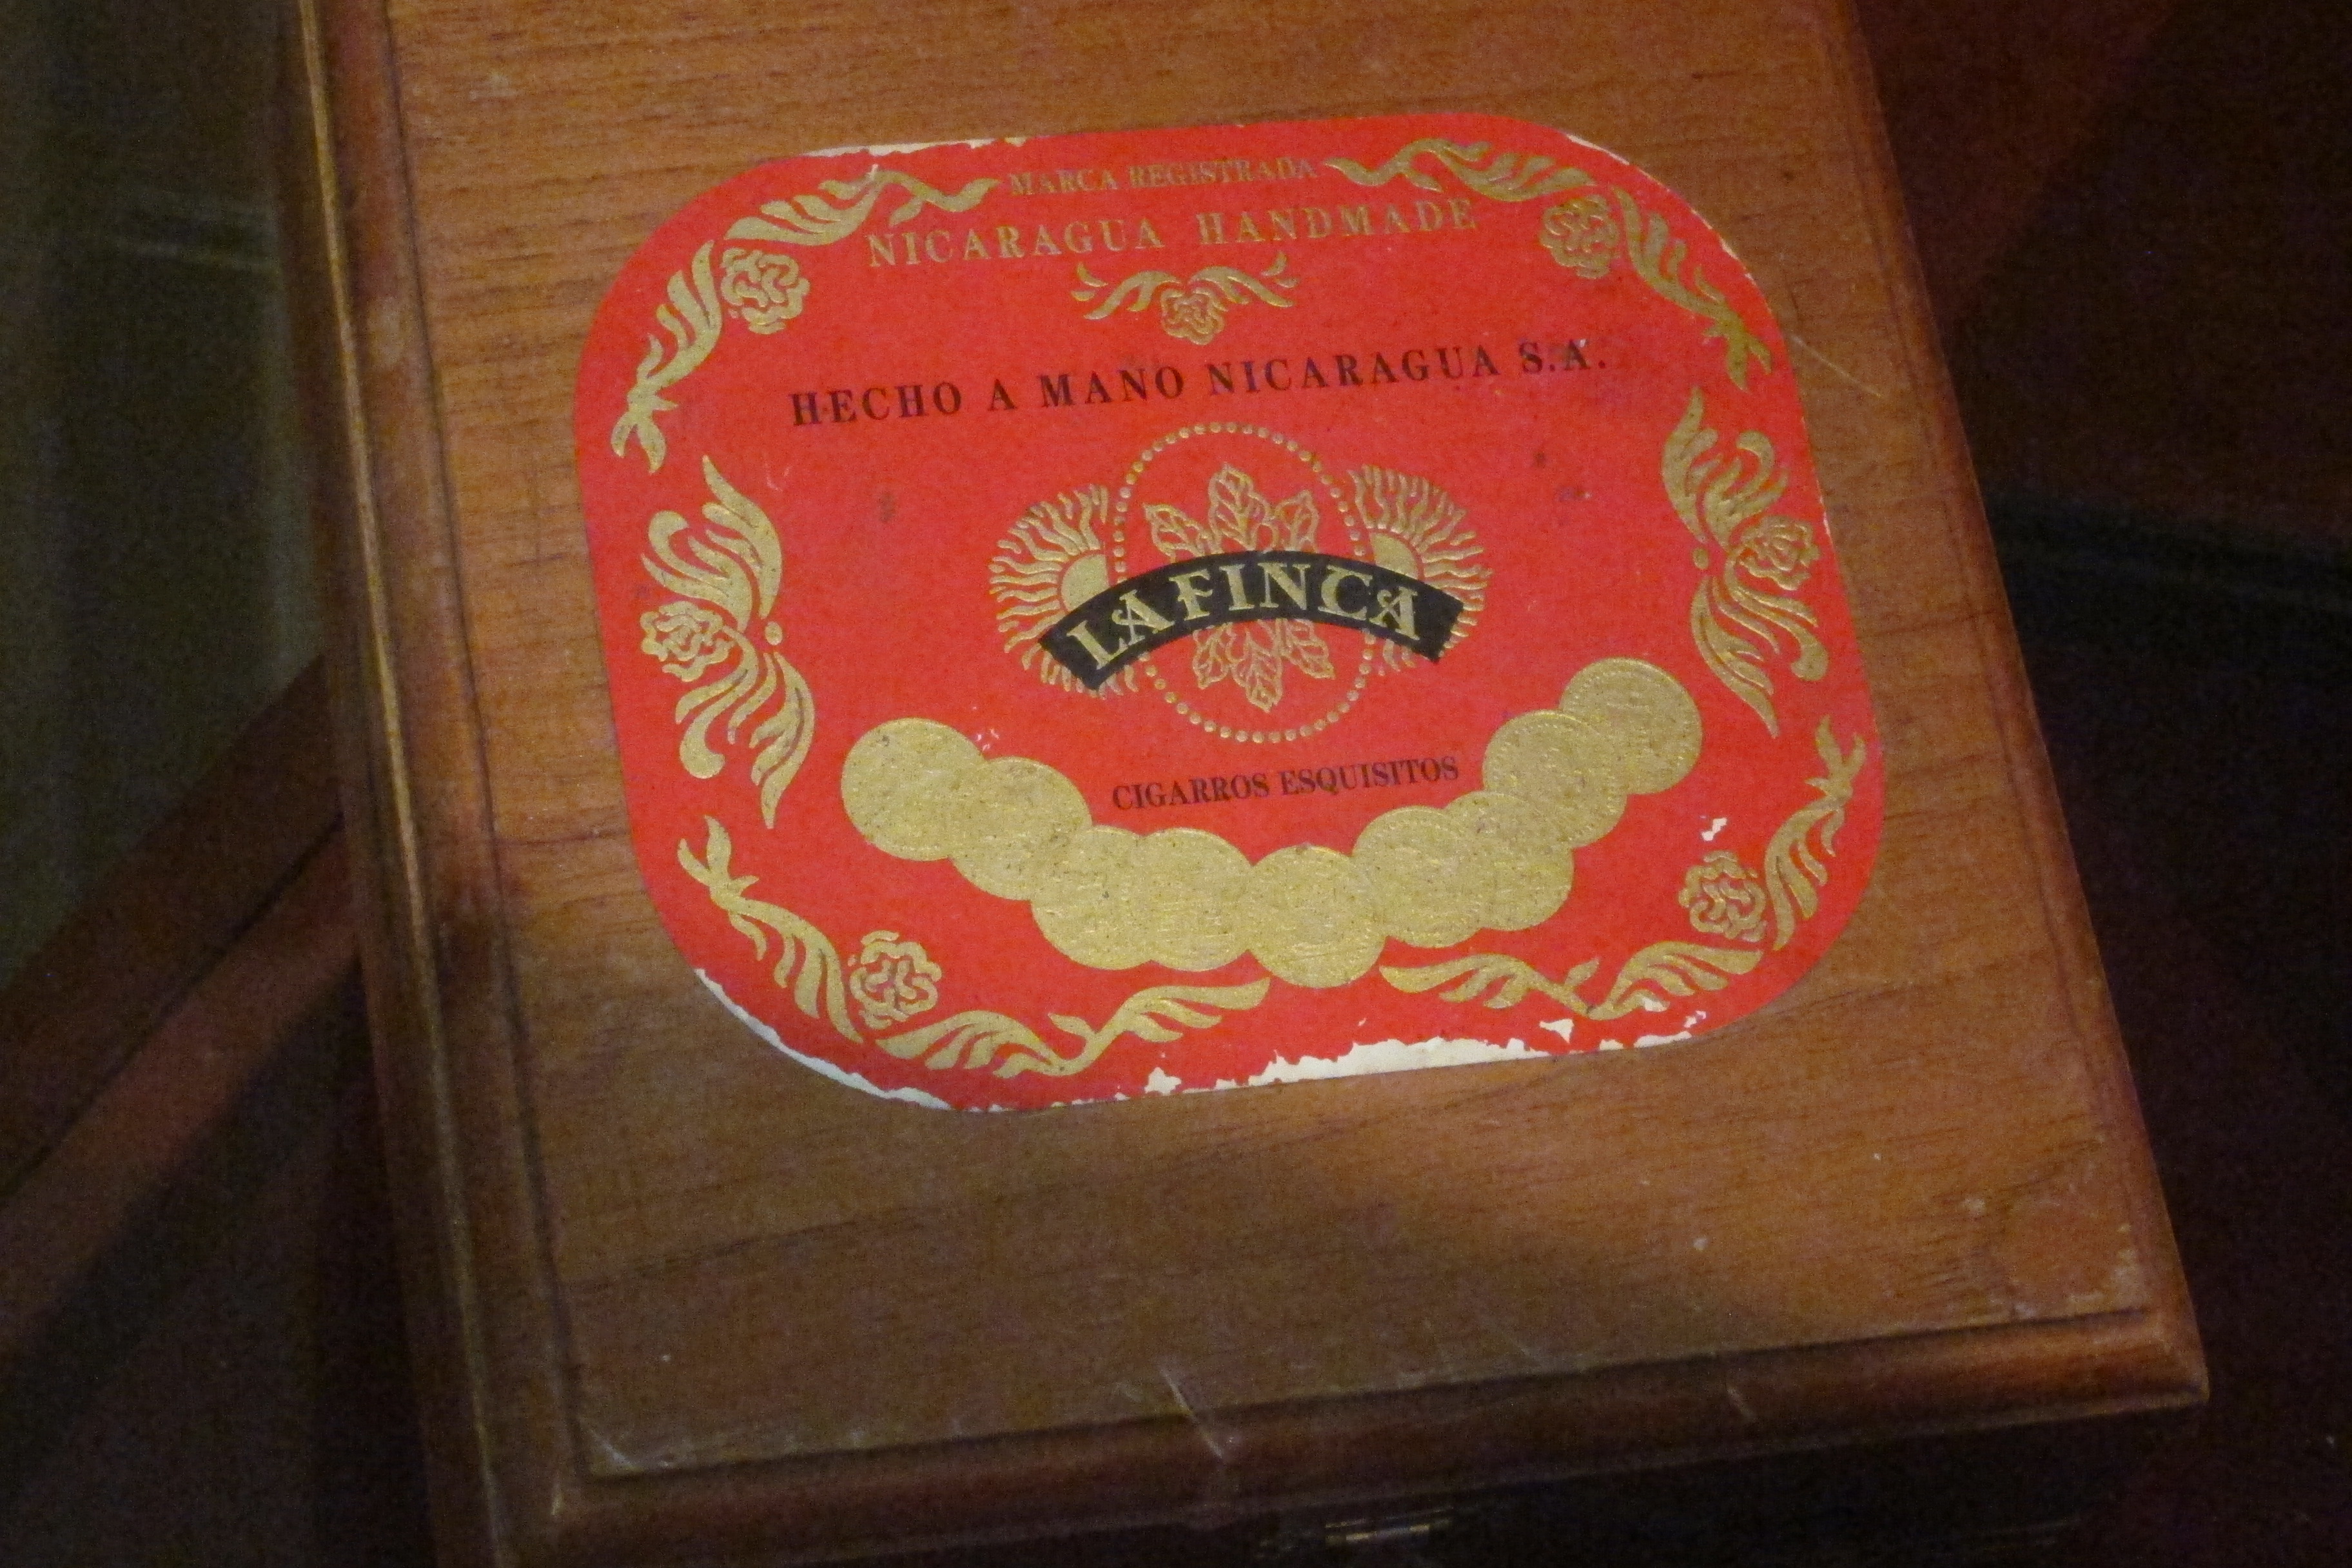 MARCA REGISTRADA
NICARAGUA HANDMADE
HECHO A MANO NICARAGUA S.A.
LA FINCA
CIGARROS ESQUISITOS